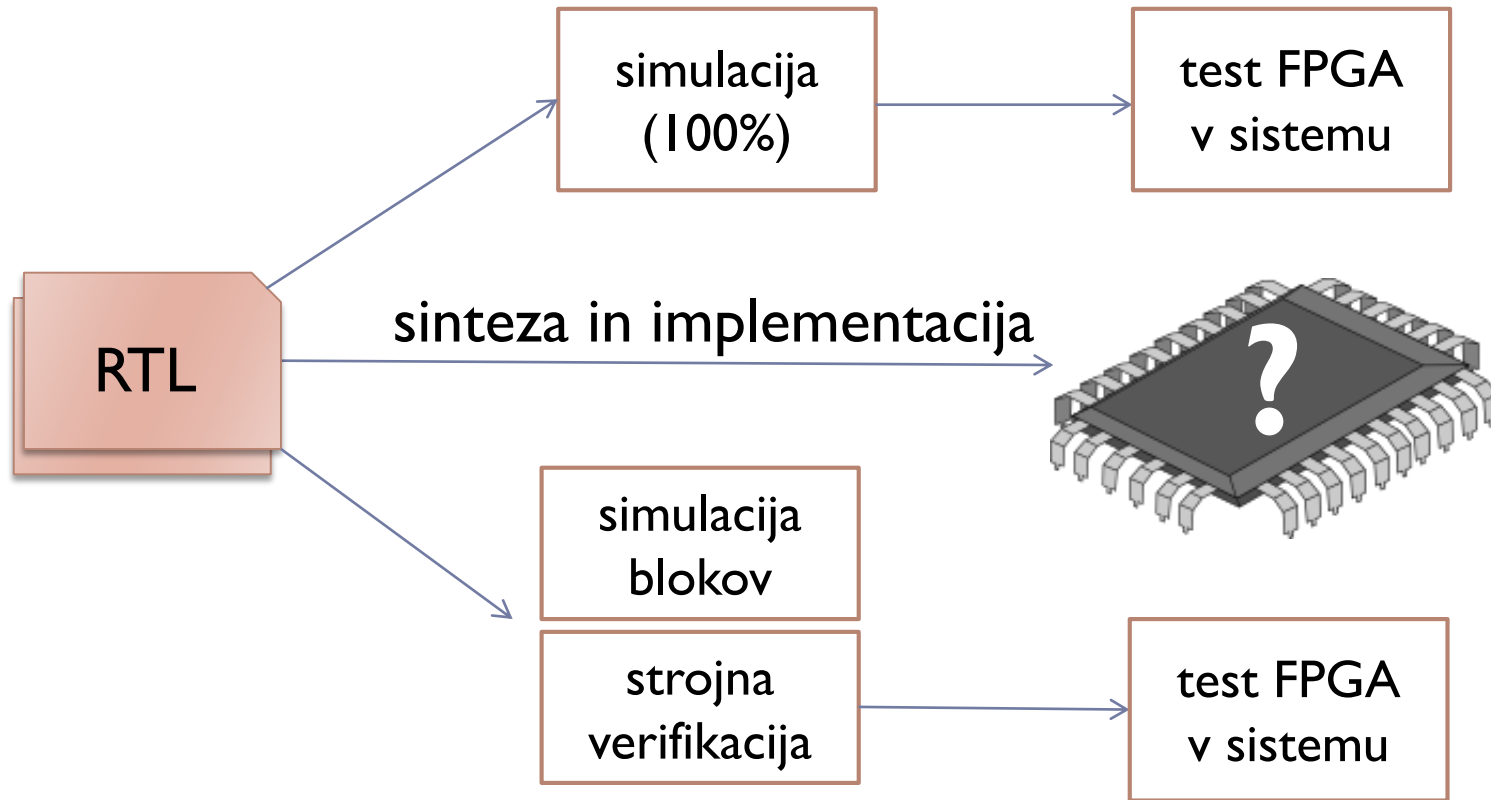 simulacija
(100%)
test FPGA
v sistemu
RTL
sinteza in implementacija
?
simulacija
blokov
strojna
verifikacija
test FPGA
v sistemu